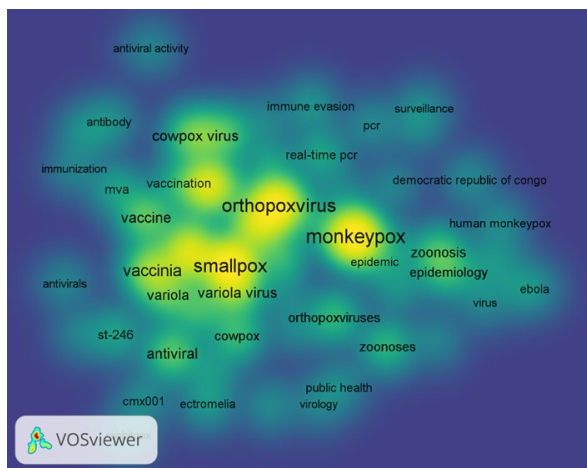 antiviral activity
immune evasion
surveillance
antibody
pcr
cowpox virus
real-time pcr
immunization
vaccination
democratic republic of congo
mva
orthopoxvirus
vaccine
human monkeypox
monkeypox
zoonosis
epidemic
smallpox
vaccinia
epidemiology
antivirals
ebola
variola
variola virus
virus
orthopoxviruses
st-246
cowpox
antiviral
zoonoses
public health
cmx001
ectromelia
virology
VOSviewer